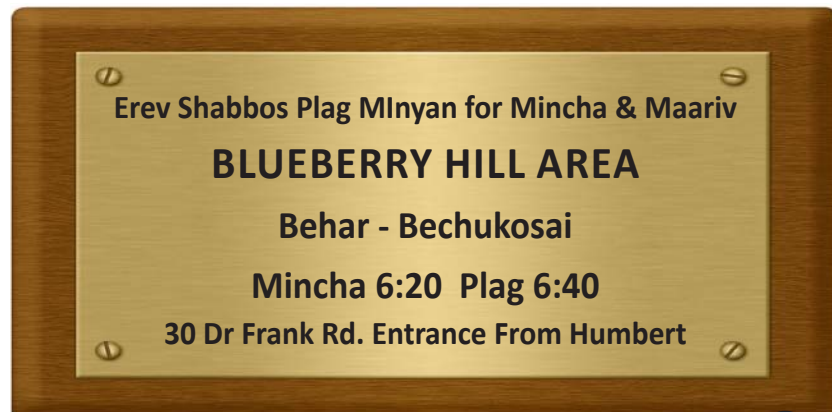 Erev Shabbos Plag MInyan for Mincha & Maariv
BLUEBERRY HILL AREA
Behar - Bechukosai
Mincha 6:20 Plag 6:40
30 Dr Frank Rd. Entrance From Humbert